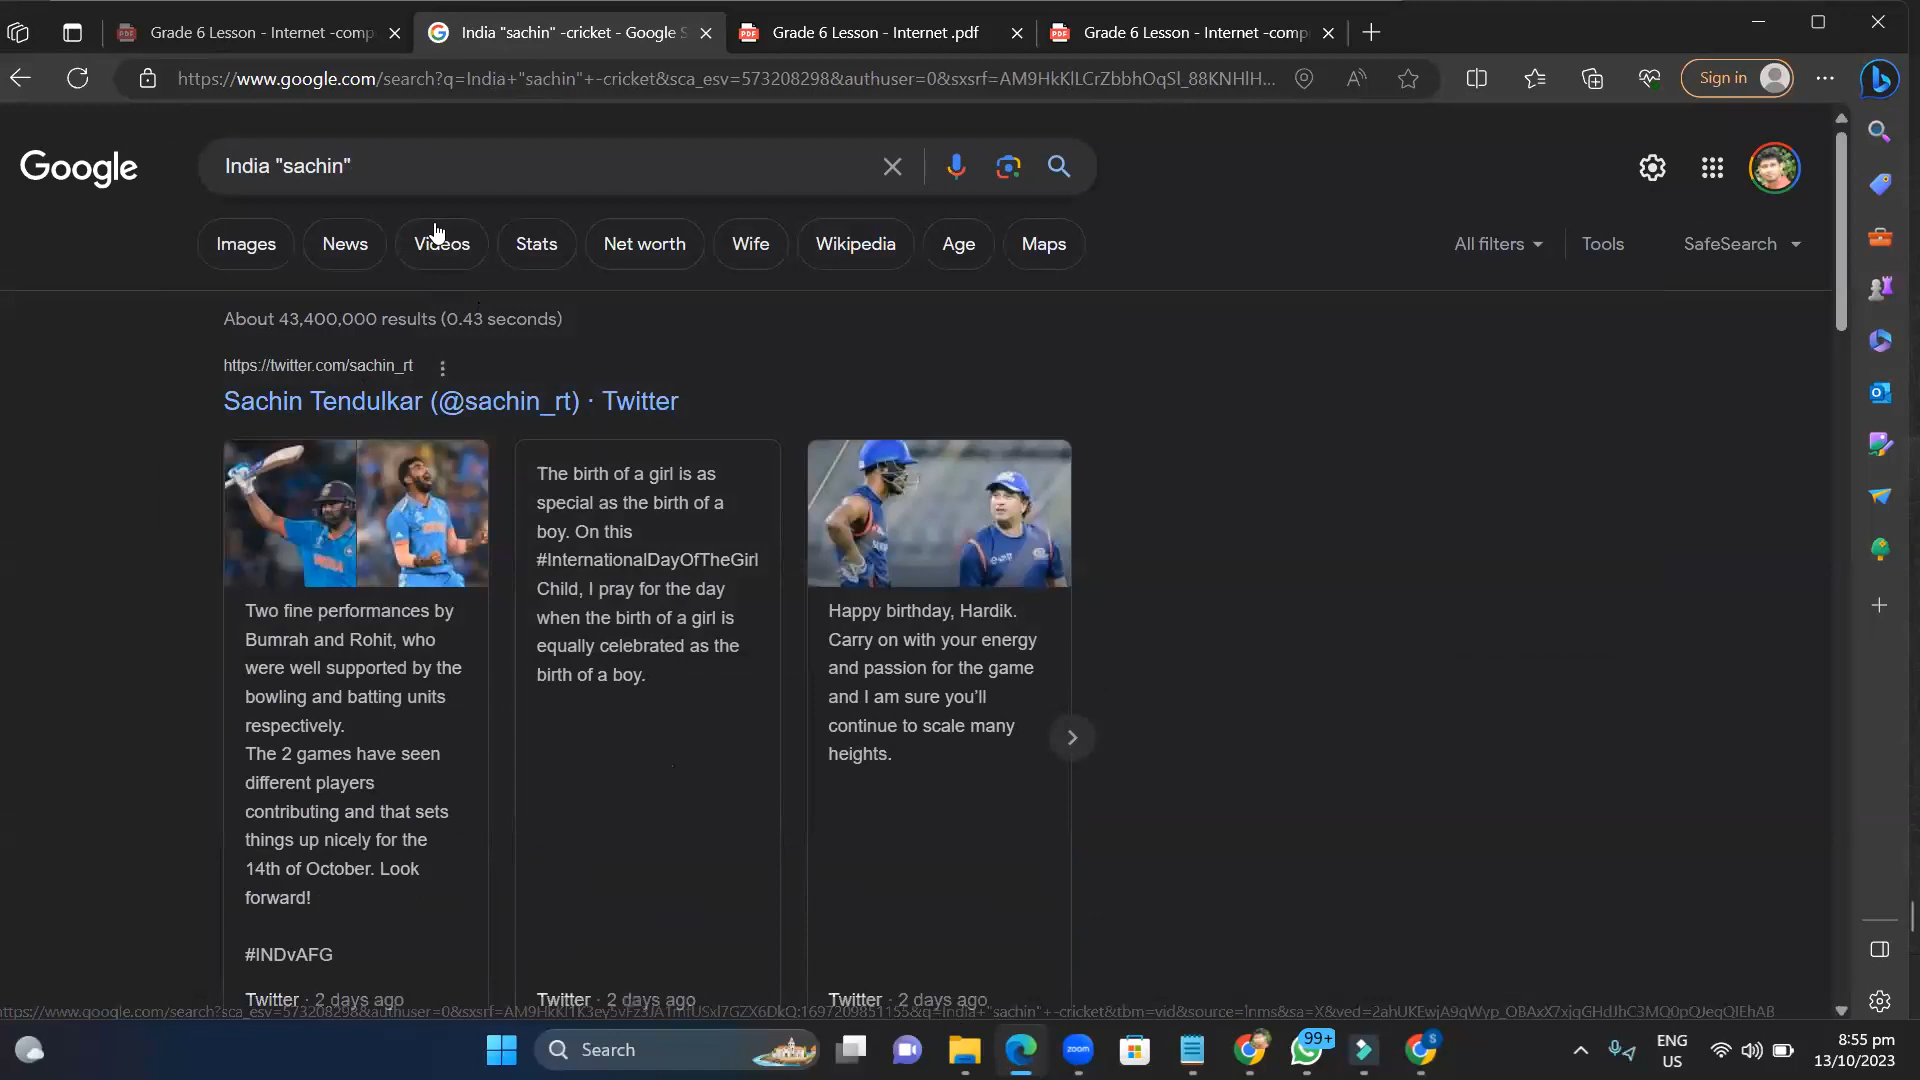 Grade 6 Lesson - Internet -comp
India "sachin" -cricket - Google S
Grade 6 Lesson - Internet .pdf
Grade 6 Lesson - Internet -comp
https://www.google.com/search?q=India+"sachin"+-cricket&sca_esv=573208298&authuser=0&sxsrf=AM9HkKlLCrZbbhOqSl_88KNHlH...
Sign in
Google
India "sachin"
Images
News
Videos
Stats
Net worth
Wife
Wikipedia
Age
Maps
All filters
Tools
SafeSearch
About 43,400,000 results (0.43 seconds)
https://twitter.com/sachin_rt
Sachin Tendulkar (@sachin_rt) · Twitter
Two fine performances by
Bumrah and Rohit, who
were well supported by the
bowling and batting units
respectively.
The 2 games have seen
different players
contributing and that sets
things up nicely for the
14th of October. Look
forward!
#INDvAFG
Twitter · 2 days ago
The birth of a girl is as
special as the birth of a
boy. On this
#InternationalDayOfTheGirl
Child, I pray for the day
when the birth of a girl is
equally celebrated as the
birth of a boy.
Twitter · 2 days ago
Happy birthday, Hardik.
Carry on with your energy
and passion for the game
and I am sure you'll
continue to scale many
heights.
Twitter · 2 days ago
Search
zoom
99+
ENG
US
8:55 pm
13/10/2023